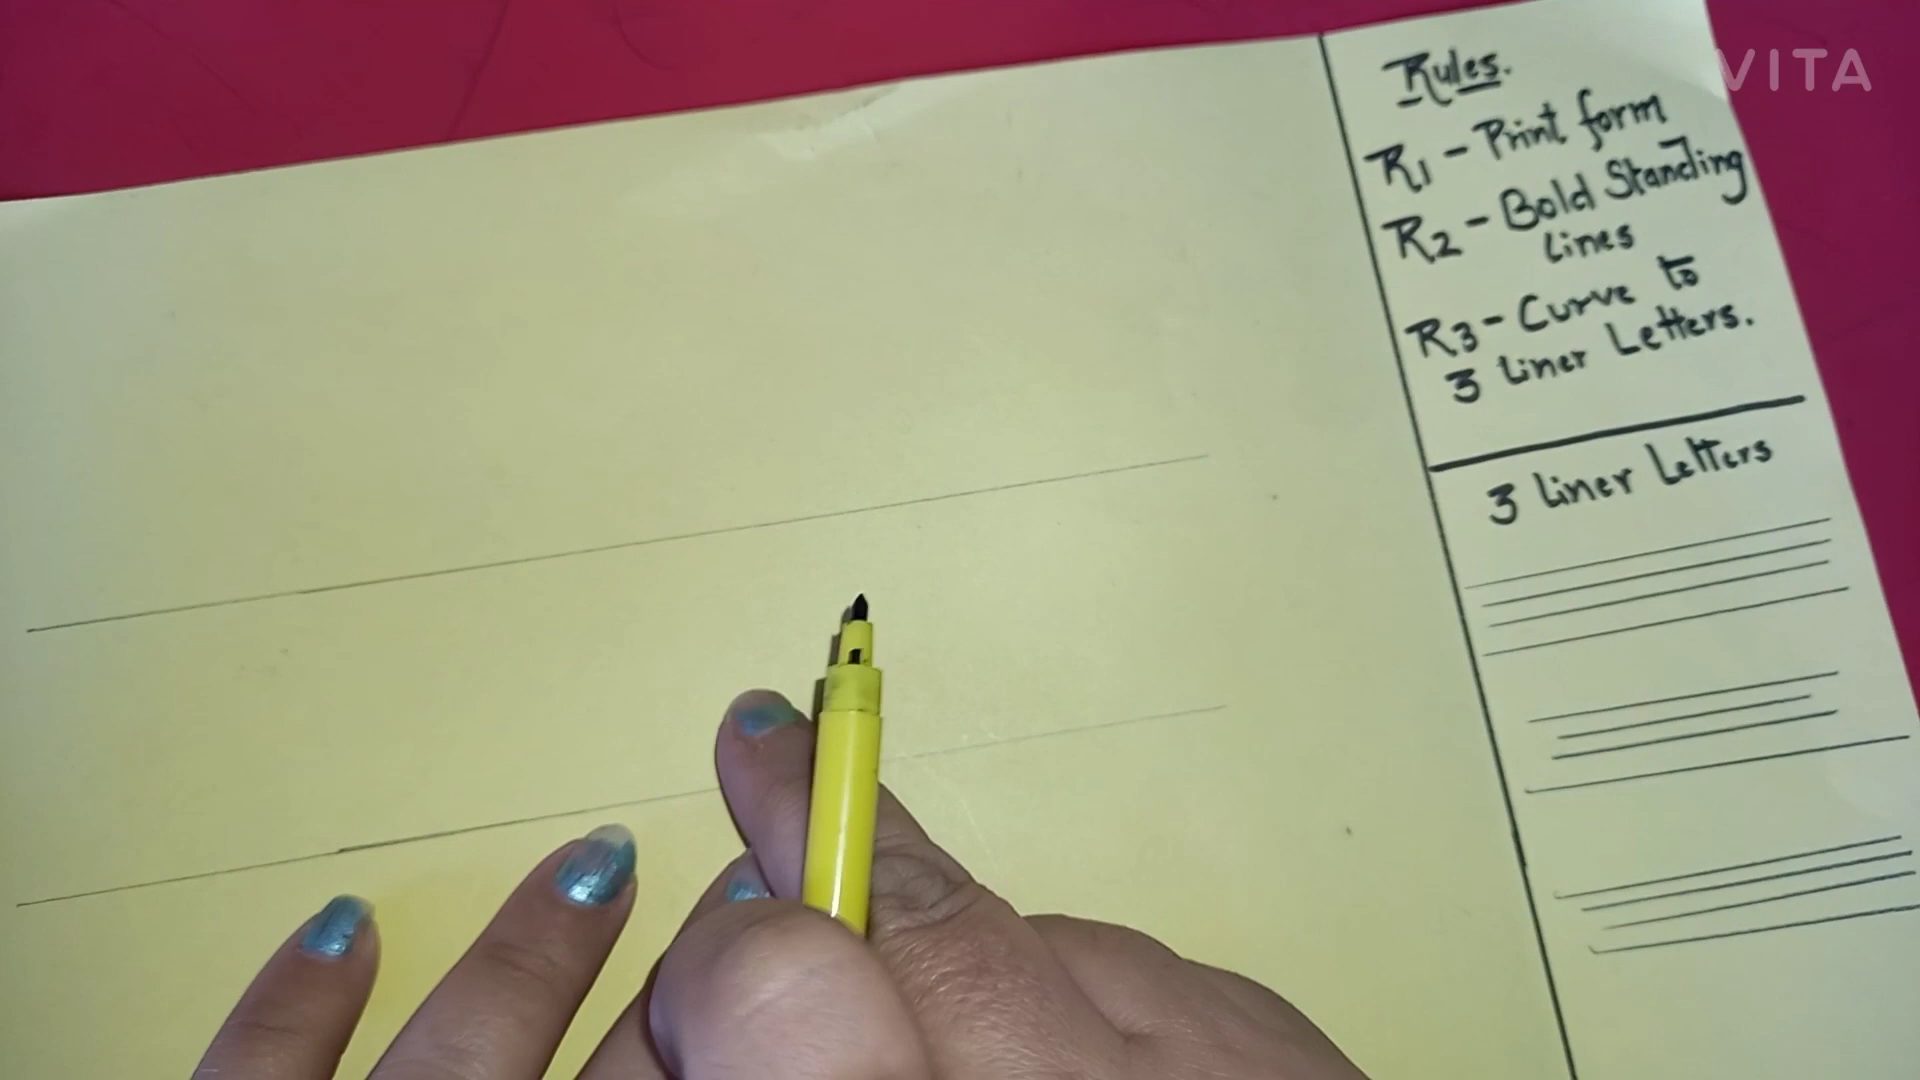 VITA
Rules.
R1 - Print form
R2 - Bold Standing
Lines
R3 - Curve to
3 Liner Letters.
3 Liner Letters